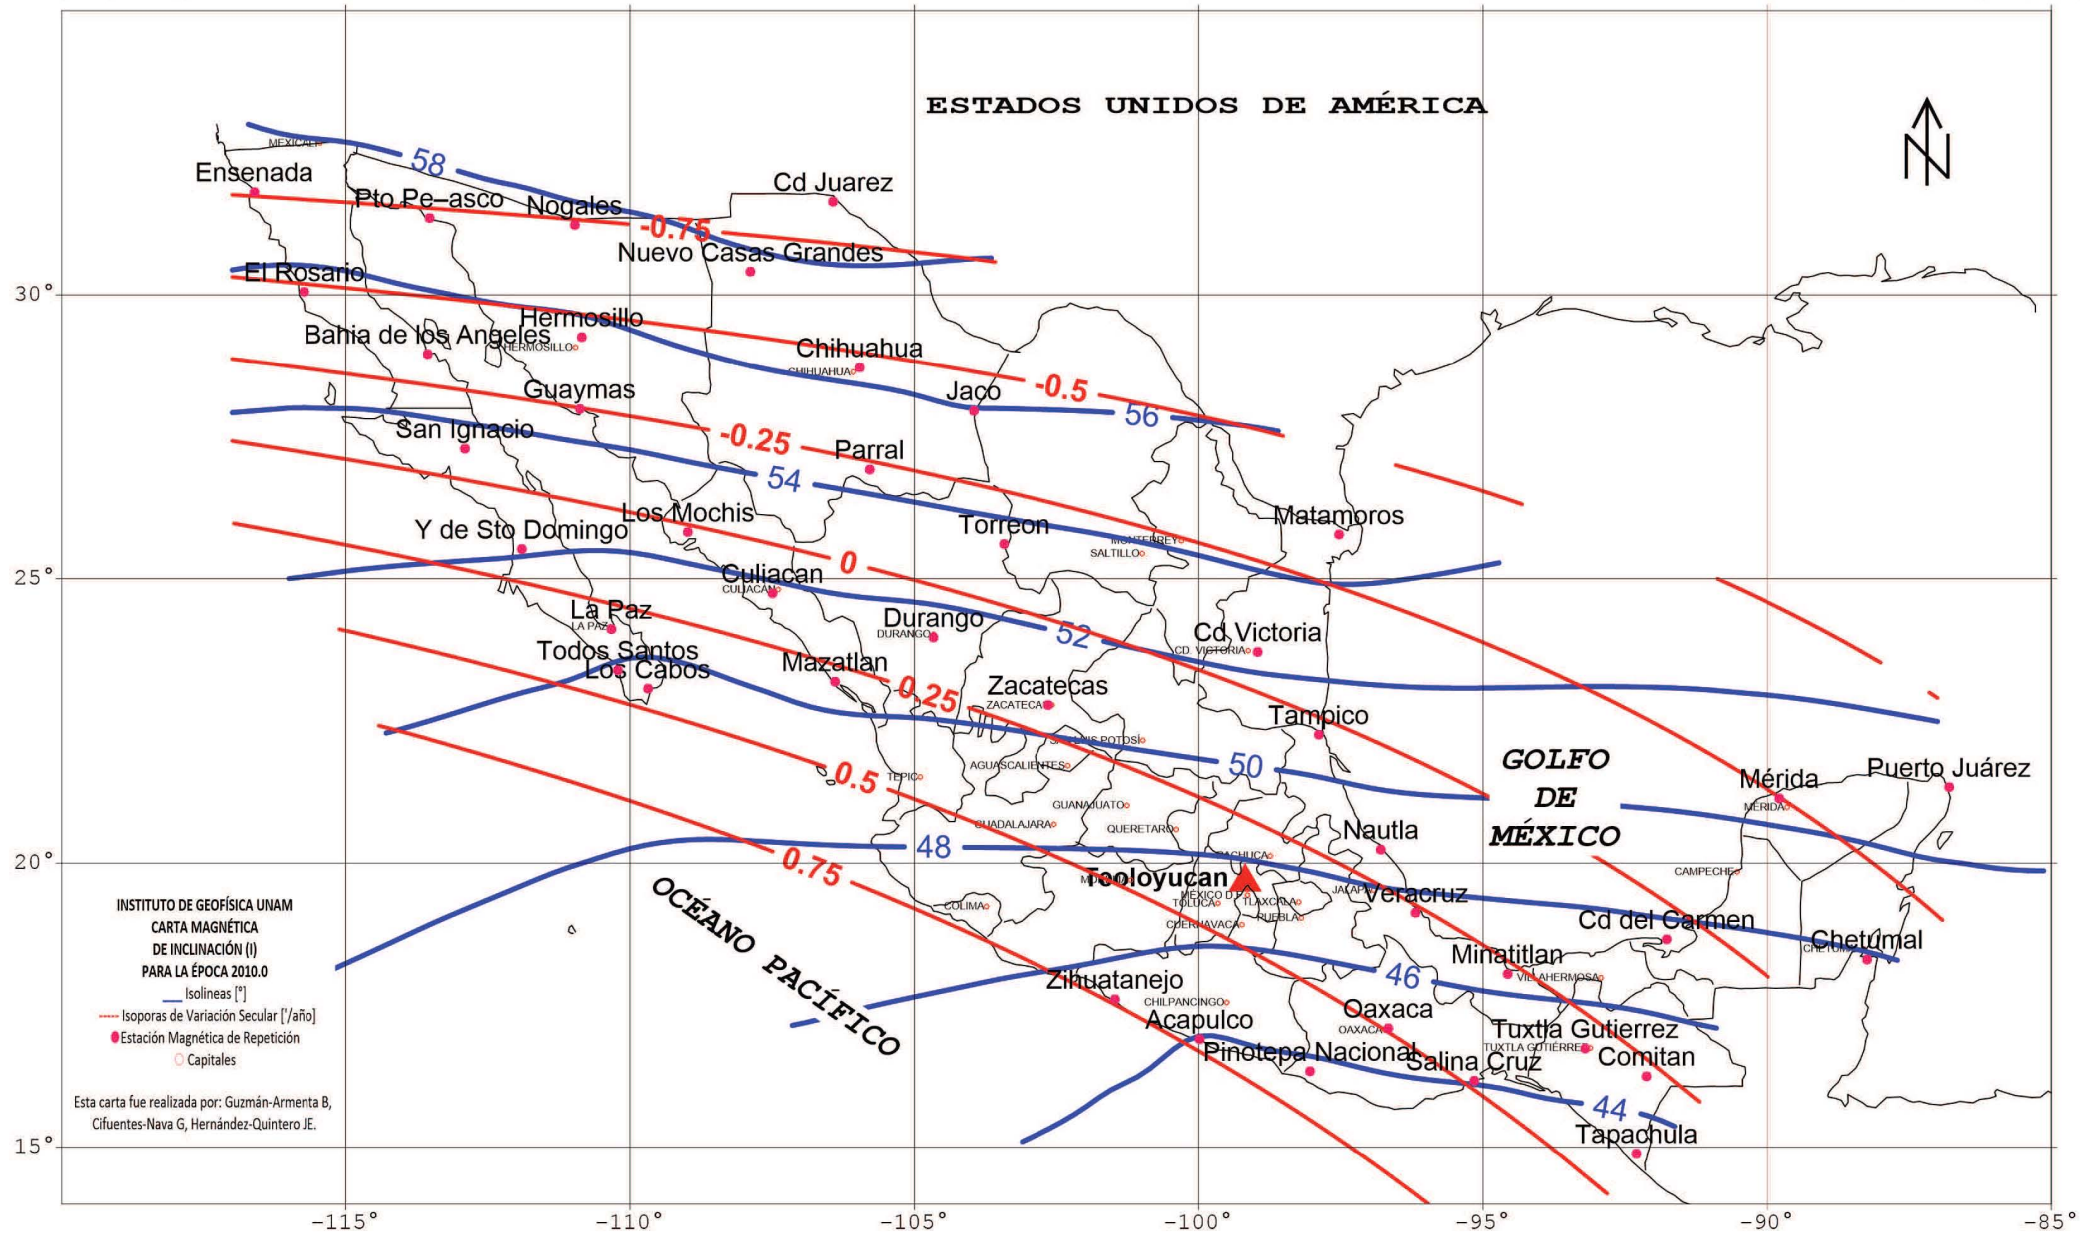 ESTADOS UNIDOS DE AMÉRICA
N
58
MEXICALI
Ensenada
Pto Pe–asco
Nogales
Cd Juarez
-0.75
Nuevo Casas Grandes
El Rosario
30°
Hermosillo
Bahia de los Angeles
HERMOSILLO
Chihuahua
CHIHUAHUA
Guaymas
Jaco
-0.5
56
San Ignacio
-0.25
Parral
54
Los Mochis
Y de Sto Domingo
Torreon
Matamoros
MONTERREY
SALTILLO
0
25°
Culiacan
CULIACAN
La Paz
LA PAZ
Durango
DURANGO
52
Cd Victoria
CD. VICTORIA
Todos Santos
Los Cabos
Mazatlan
0.25
Zacatecas
ZACATECA
Tampico
SAN LUIS POTOSÍ
AGUASCALIENTES
50
TEPIC
0.5
GOLFO
DE
MÉXICO
Mérida
MÉRIDA
Puerto Juárez
GUANAJUATO
GUADALAJARA
QUERETARO
Nautla
48
PACHUCA
20°
0.75
Teoloyucan
MÉXICO D.F.
TOLUCA
TLAXCALA
JALAPA
Veracruz
CAMPECHE
COLIMA
PUEBLA
CUERNAVACA
Cd del Carmen
Chetumal
OCÉANO PACÍFICO
46
Minatitlan
VILLAHERMOSA
Zihuatanejo
CHILPANCINGO
Acapulco
Oaxaca
OAXACA
Tuxtla Gutierrez
TUXTLA GUTIÉRRE
Pinotepa Nacional
Salina Cruz
Comitan
44
Tapachula
15°
INSTITUTO DE GEOFÍSICA UNAM
CARTA MAGNÉTICA
DE INCLINACIÓN (I)
PARA LA ÉPOCA 2010.0
Isolineas [°]
Isoporas de Variación Secular ['/año]
Estación Magnética de Repetición
Capitales
Esta carta fue realizada por: Guzmán-Armenta B,
Cifuentes-Nava G, Hernández-Quintero JE.
-115°
-110°
-105°
-100°
-95°
-90°
-85°